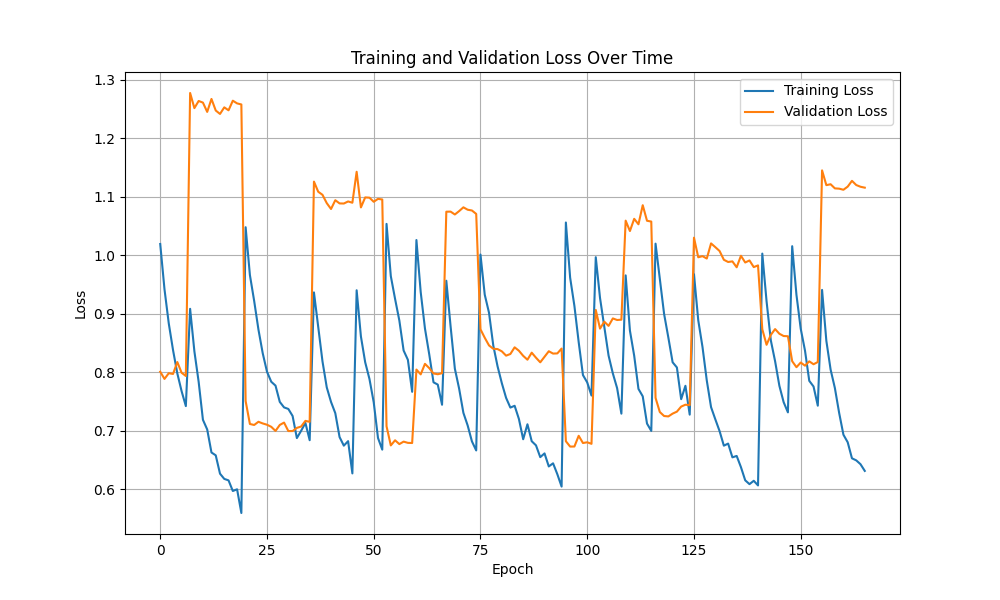 Training and Validation Loss Over Time
Training Loss
Validation Loss
1.3
1.2
1.1
1.0
0.9
0.8
0.7
0.6
Loss
0 25 50 75 100 125 150
Epoch